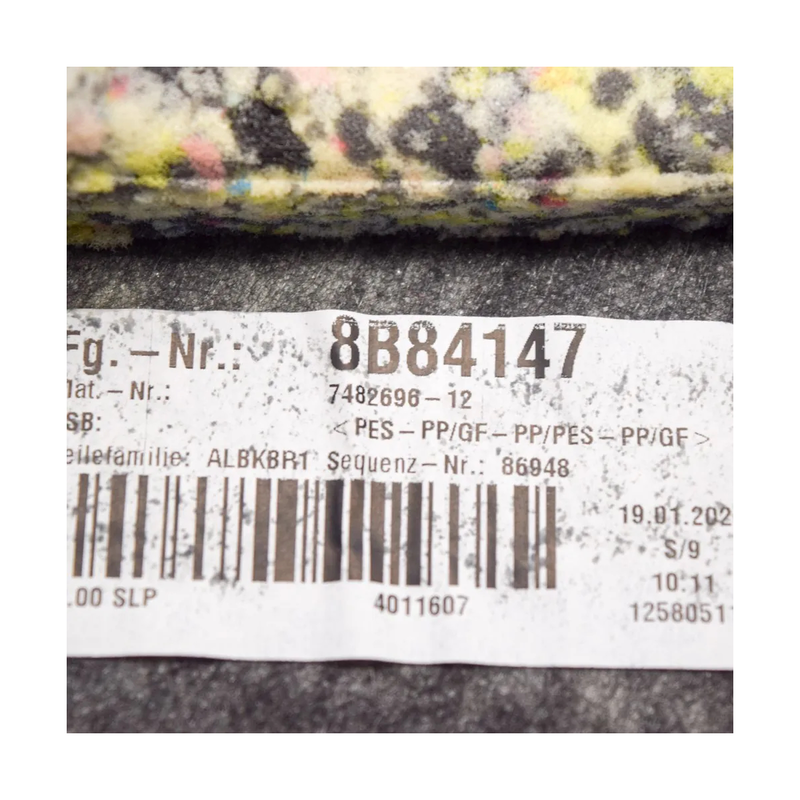 Fg.-Nr.: 8B84147
Mat.-Nr.: 7482696-12
SB: <PES-PP/GF-PP/PES-PP/GF>
eilefamilie: ALBKBR1 Sequenz-Nr.: 86948
19.01.202
S/9
10.11
.00 SLP 4011607 1258051